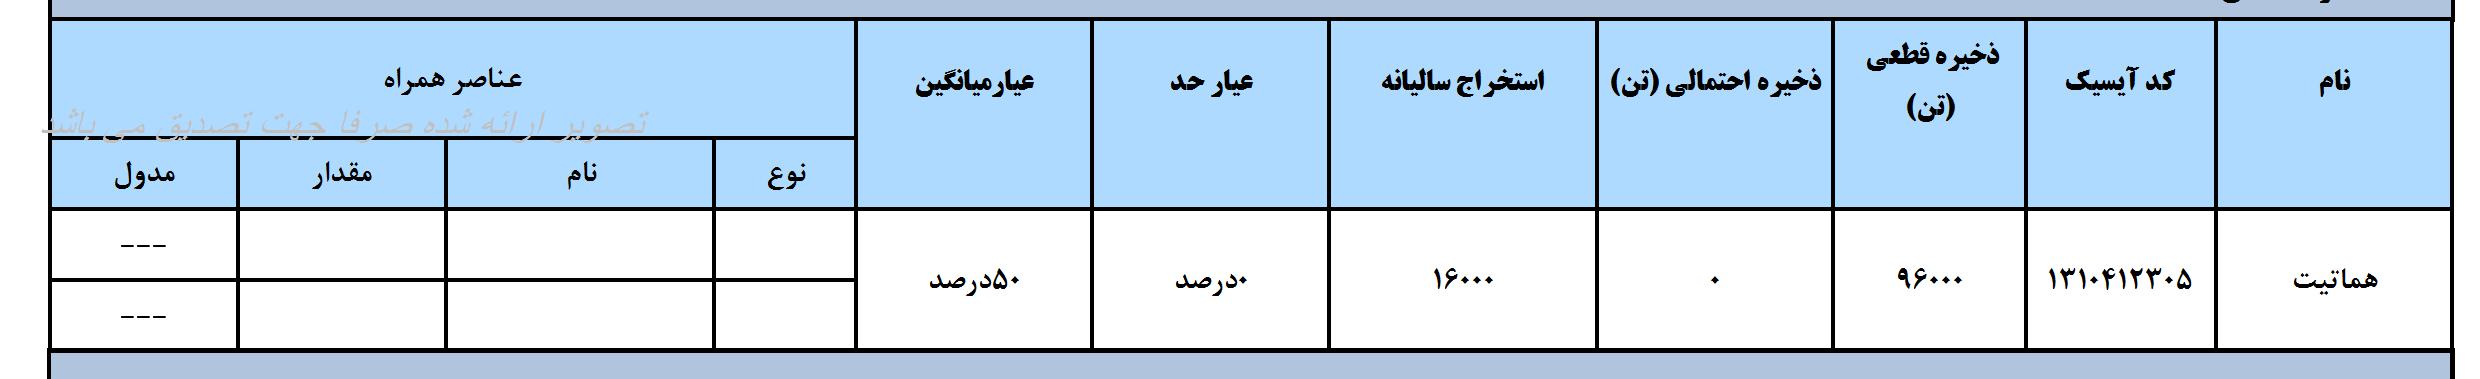 نام
کد آیسیک
ذخیره قطعی
(تن)
ذخیره احتمالی (تن)
استخراج سالیانه
عیار حد
عیارمیانگین
عناصر همراه
تصویر ارائه شده صرفا جهت تصدیق می باشد
نوع
نام
مقدار
مدول
هماتیت
۱۳۱۰۴۱۲۳۰۵
۹۶۰۰۰
۰
۱۶۰۰۰
۰درصد
۵۰درصد
---
---